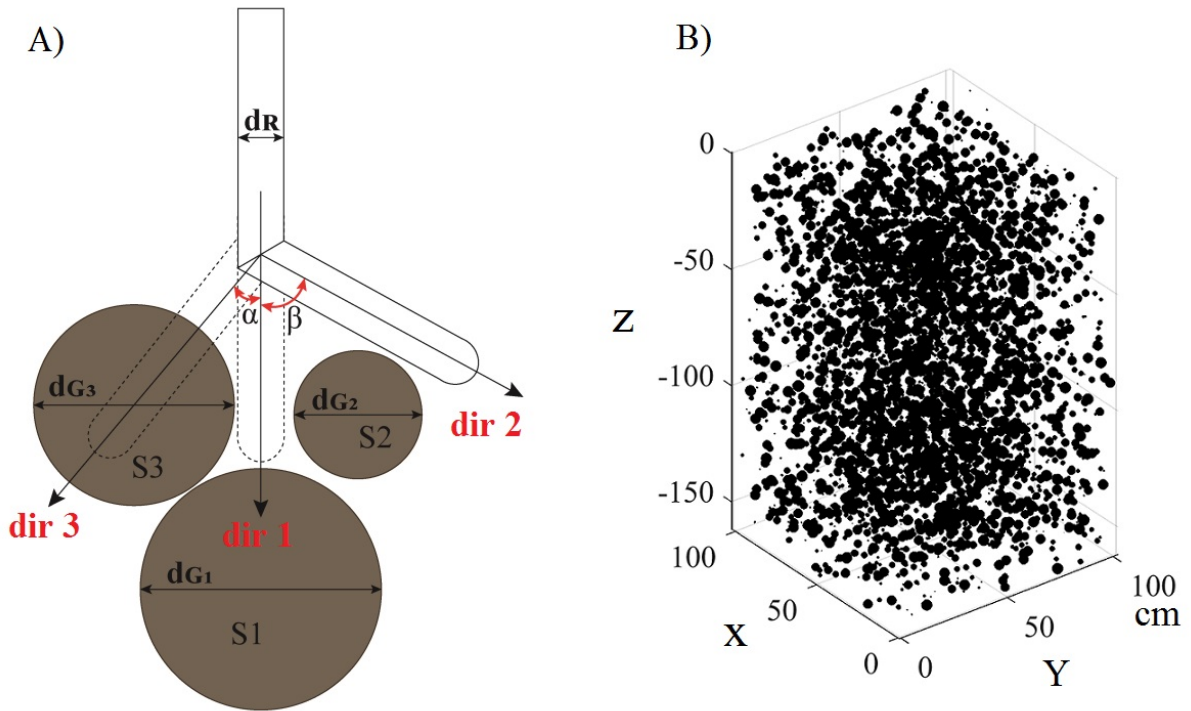 A)
dR
α
β
dG3
dG2
S2
S3
dir 2
dir 3
dir 1
dG1
S1
B)
0
-50
Z
-100
-150
100
50
X
0
0
50
Y
100
cm